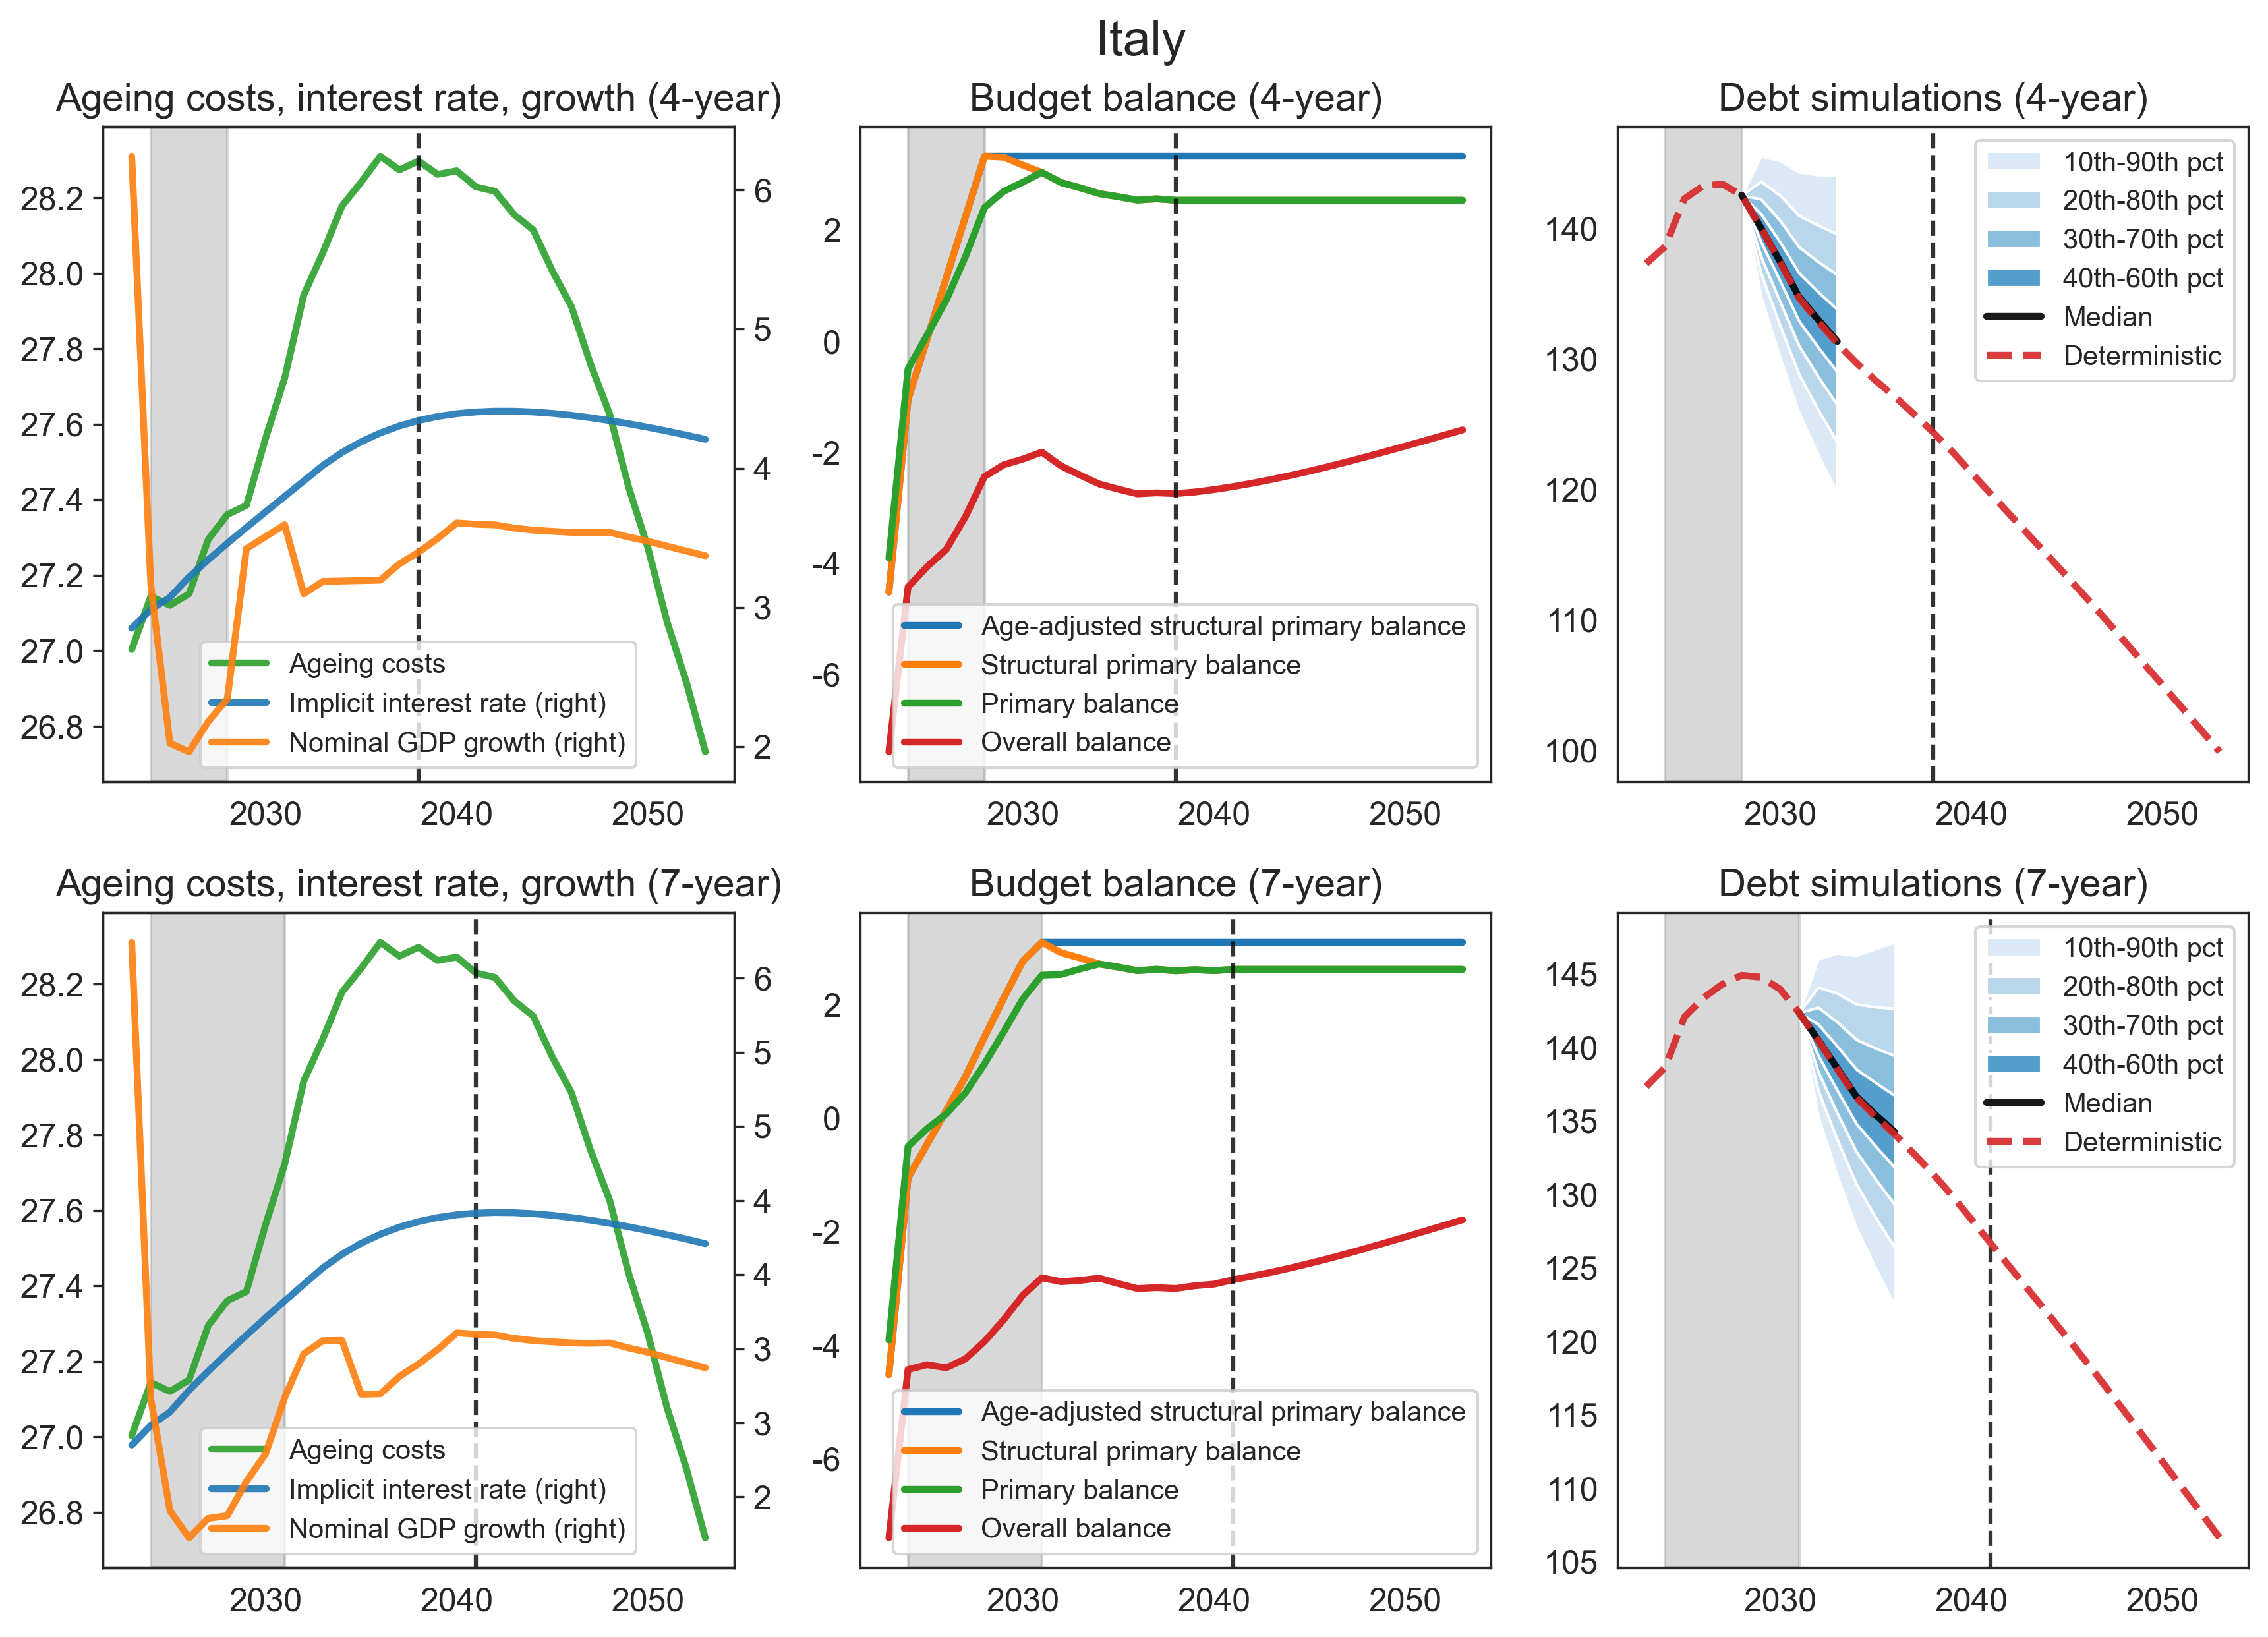 Italy
Ageing costs, interest rate, growth (4-year)
28.2
28.0
27.8
27.6
27.4
27.2
27.0
26.8
6
5
4
3
2
Ageing costs
Implicit interest rate (right)
Nominal GDP growth (right)
2030
2040
2050
Budget balance (4-year)
2
0
-2
-4
-6
Age-adjusted structural primary balance
Structural primary balance
Primary balance
Overall balance
2030
2040
2050
Debt simulations (4-year)
140
130
120
110
100
10th-90th pct
20th-80th pct
30th-70th pct
40th-60th pct
Median
Deterministic
2030
2040
2050
Ageing costs, interest rate, growth (7-year)
28.2
28.0
27.8
27.6
27.4
27.2
27.0
26.8
6
5
5
4
4
3
3
2
Ageing costs
Implicit interest rate (right)
Nominal GDP growth (right)
2030
2040
2050
Budget balance (7-year)
2
0
-2
-4
-6
Age-adjusted structural primary balance
Structural primary balance
Primary balance
Overall balance
2030
2040
2050
Debt simulations (7-year)
145
140
135
130
125
120
115
110
105
10th-90th pct
20th-80th pct
30th-70th pct
40th-60th pct
Median
Deterministic
2030
2040
2050